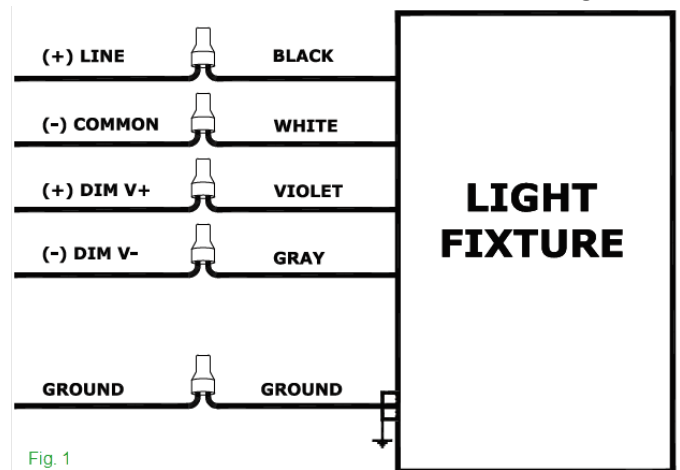 (+) LINE BLACK
(-) COMMON WHITE
(+) DIM V+ VIOLET
(-) DIM V- GRAY
GROUND GROUND
LIGHT
FIXTURE
Fig. 1